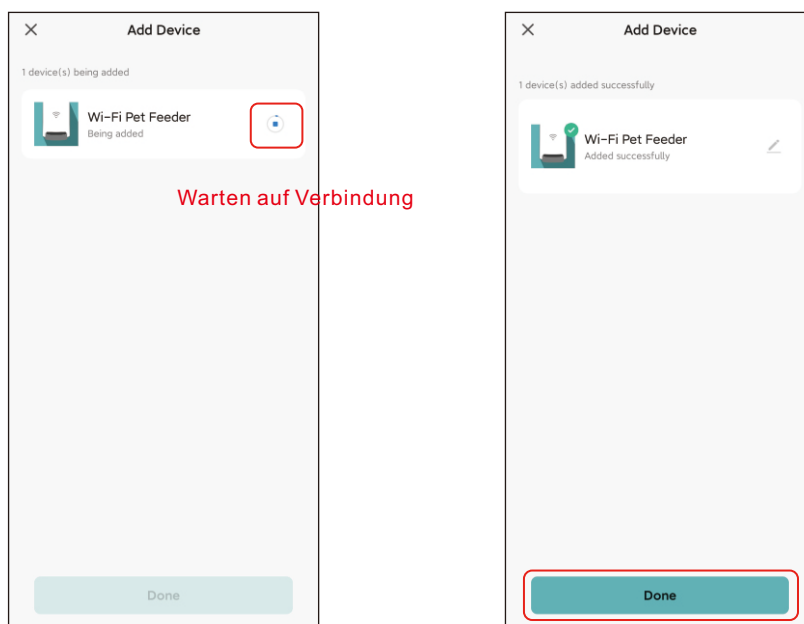 Add Device
1 device(s) being added
Wi-Fi Pet Feeder
Being added
Warten auf Verbindung
Done
Add Device
1 device(s) added successfully
Wi-Fi Pet Feeder
Added successfully
Done